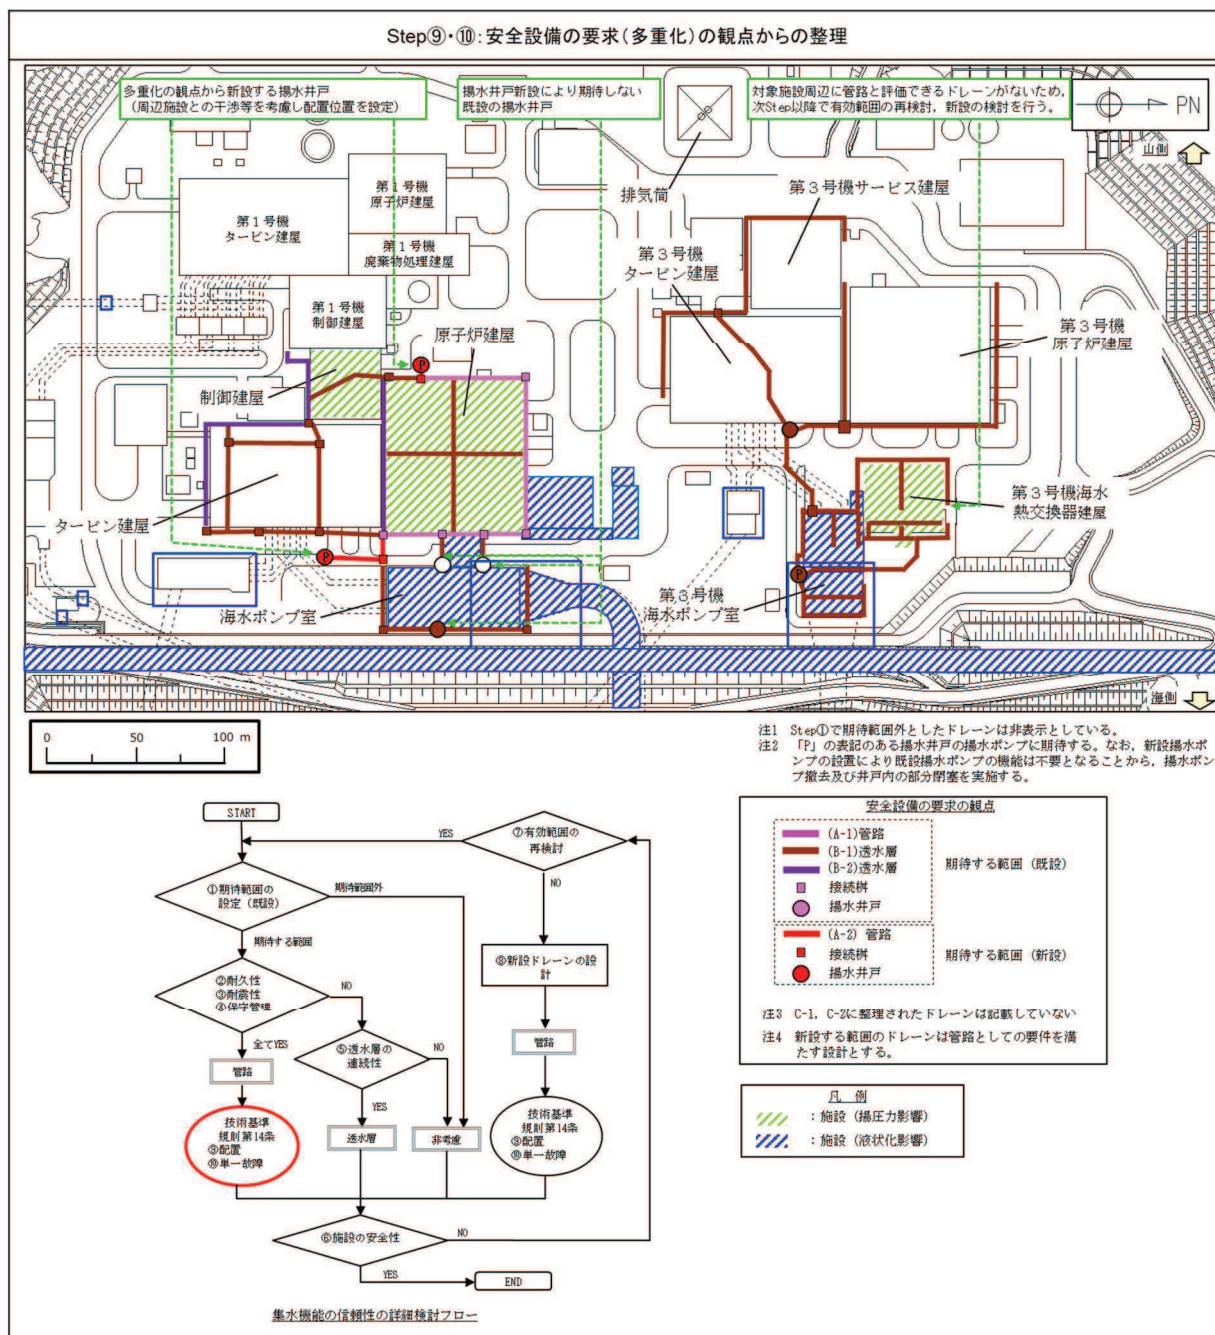 Step⑨・⑩：安全設備の要求（多重化）の観点からの整理
多重化の観点から新設する揚水井戸
（周辺施設との干渉等を考慮し配置位置を設定）
揚水井戸新設により期待しない
既設の揚水井戸
対象施設周辺に管路と評価できるドレーンがないため，
次Step以降で有効範囲の再検討，新設の検討を行う。
PN
山側
第１号機
原子炉建屋
第１号機
タービン建屋
第１号機
廃棄物処理建屋
第１号機
制御建屋
原子炉建屋
制御建屋
タービン建屋
海水ポンプ室
排気筒
第３号機サービス建屋
第３号機
タービン建屋
第３号機
原子炉建屋
第３号機海水
熱交換器建屋
第３号機
海水ポンプ室
P
P
P
海側
0 50 100 m
注1 Step①で期待範囲外としたドレーンは非表示としている。
注2 「P」の表記のある揚水井戸の揚水ポンプに期待する。なお，新設揚水ポ
ンプの設置により既設揚水ポンプの機能は不要となることから，揚水ポン
プ撤去及び井戸内の部分閉塞を実施する。
安全設備の要求の観点
(A-1)管路
(B-1)透水層
(B-2)透水層
接続桝
揚水井戸
期待する範囲（既設）
(A-2) 管路
接続桝
揚水井戸
期待する範囲（新設）
注3 C-1，C-2に整理されたドレーンは記載していない
注4 新設する範囲のドレーンは管路としての要件を満
たす設計とする。
凡 例
：施設（揚圧力影響）
：施設（液状化影響）
START
①期待範囲の
設定（既設）
期待範囲外
期待する範囲
②耐久性
③耐震性
④保守管理
NO
全てYES
管路
技術基準
規則第14条
⑨配置
⑩単一故障
⑤透水層の
連続性
NO
YES
透水層
非考慮
YES
⑦有効範囲の
再検討
NO
⑧新設ドレーンの設
計
管路
技術基準
規則第14条
⑨配置
⑩単一故障
⑥施設の安全性
NO
YES
END
集水機能の信頼性の詳細検討フロー